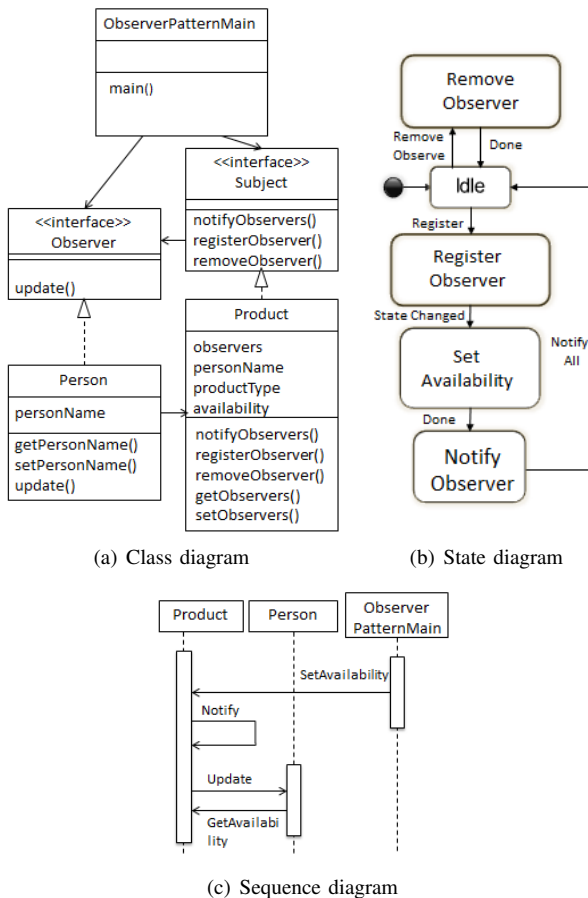 ObserverPatternMain
main()
<<interface>>
Subject
notifyObservers()
registerObserver()
removeObserver()
<<interface>>
Observer
update()
Product
observers
personName
productType
availability
notifyObservers()
registerObserver()
removeObserver()
getObservers()
setObservers()
Person
personName
getPersonName()
setPersonName()
update()
(a) Class diagram
Remove
Observer
Remove
Observe
Done
Idle
Register
Register
Observer
State Changed
Set
Availability
Notify
All
Done
Notify
Observer
(b) State diagram
Product
Person
Observer
PatternMain
SetAvailability
Notify
Update
GetAvailabi
lity
(c) Sequence diagram